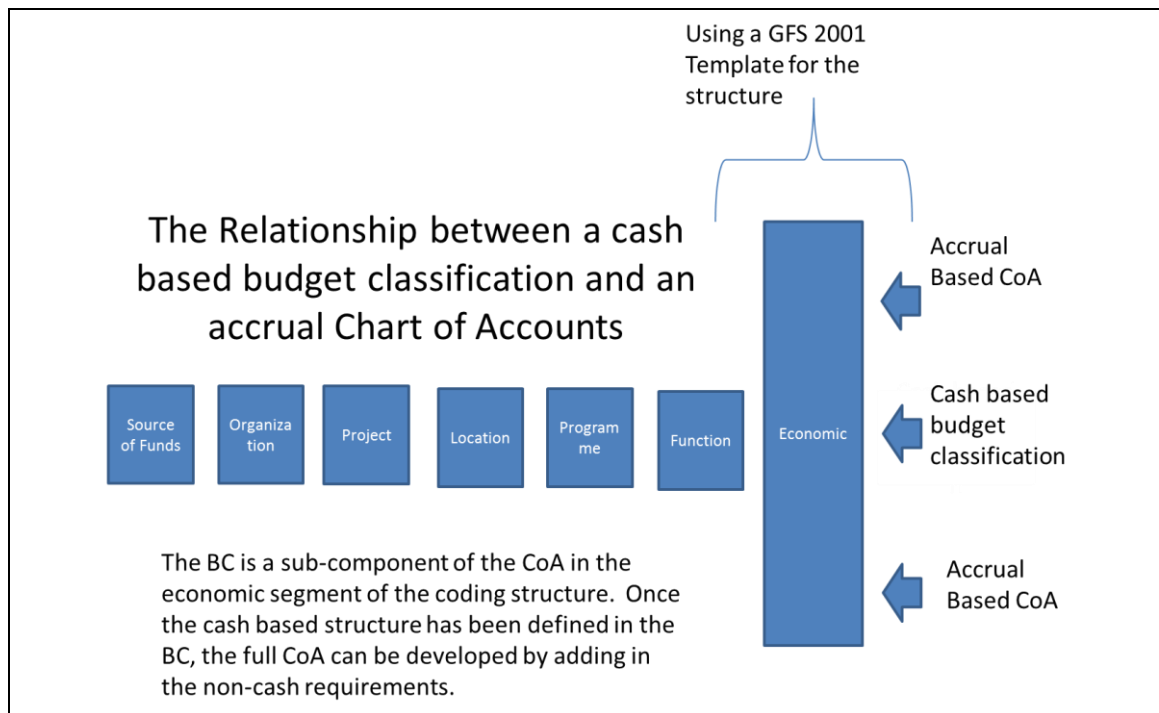 Using a GFS 2001
Template for the
structure
The Relationship between a cash
based budget classification and an
accrual Chart of Accounts
Accrual
Based CoA
Source
of Funds
Organiza
tion
Project
Location
Program
me
Function
Economic
Cash based
budget
classification
The BC is a sub-component of the CoA in the
economic segment of the coding structure.  Once
the cash based structure has been defined in the
BC, the full CoA can be developed by adding in
the non-cash requirements.
Accrual
Based CoA